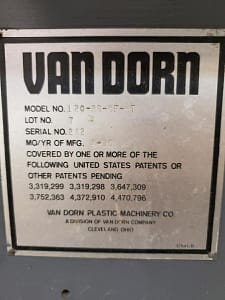 VAN DORN
MODEL NO.
LOT NO. 7
SERIAL NO. 242
MO/YR OF MFG.
COVERED BY ONE OR MORE OF THE
FOLLOWING UNITED STATES PATENTS OR
OTHER PATENTS PENDING
3,319,299 3,319,298 3,647,309
3,752,363 4,372,910 4,470,796
VAN DORN PLASTIC MACHINERY CO.
A DIVISION OF VAN DORN COMPANY
CLEVELAND, OHIO